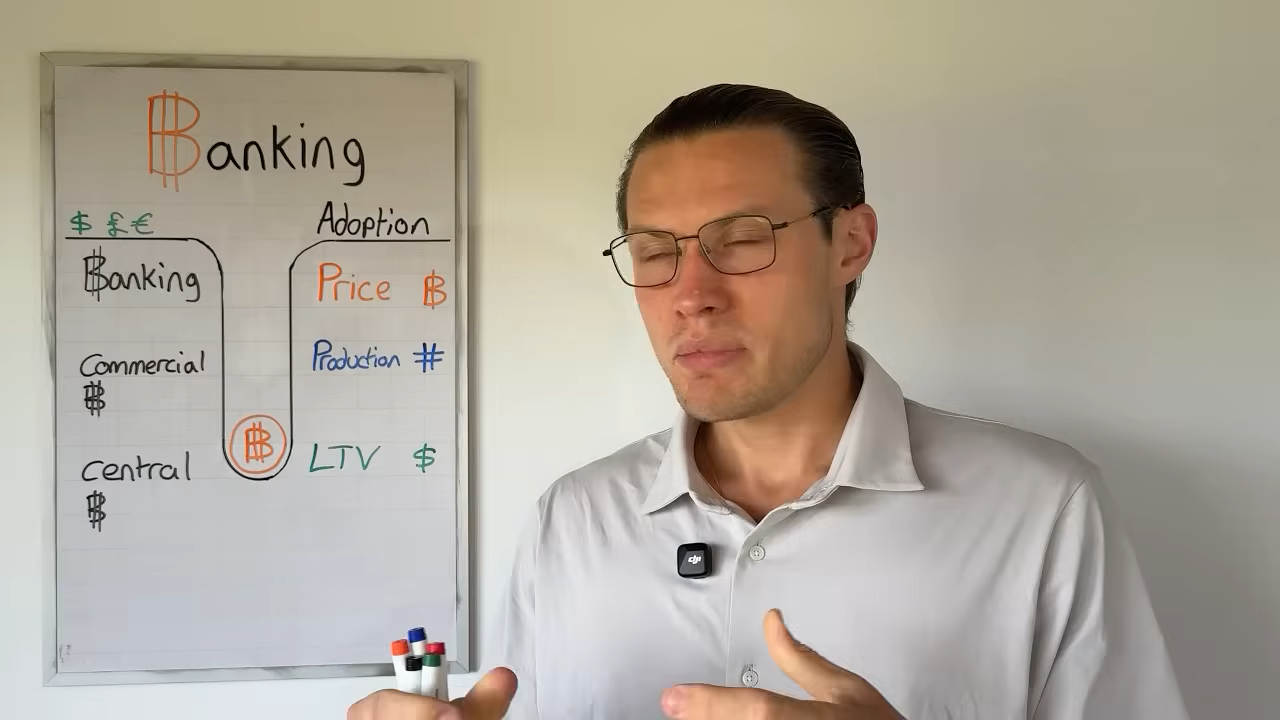 ₿anking
$ £ €
₿anking
Commercial
₿
central
₿
₿
Adoption
Price ₿
Production #
LTV $
dji